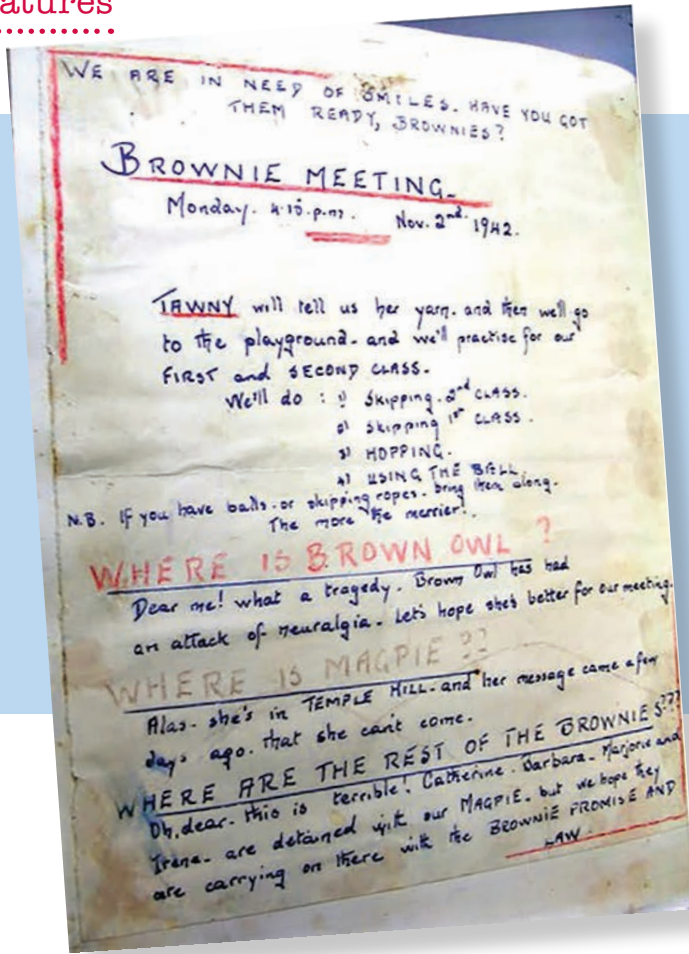 atures
WE ARE IN NEED OF SMILES. HAVE YOU GOT
THEM READY, BROWNIES?
BROWNIE MEETING.
Monday. 4.15.p.m. Nov. 2nd. 1942.
TAWNY will tell us her yarn. and then we'll go
to the playground. and we'll practise for our
FIRST and SECOND CLASS.
We'll do : 1) Skipping. 2nd CLASS.
2) Skipping 1st CLASS.
3) HOPPING.
4) USING THE BALL.
N.B. If you have balls. or skipping ropes. bring them along.
The more the merrier!
WHERE IS BROWN OWL ?
Dear me! what a tragedy. Brown Owl has had
an attack of neuralgia. Let's hope she's better for our meeting.
WHERE IS MAGPIE ??
Alas. she's in TEMPLE HILL. and her message came a few
days ago. that she can't come.
WHERE ARE THE REST OF THE BROWNIES???
Oh, dear. this is terrible! Catherine. Barbara. Marjorie and
Irene. are detained with our MAGPIE. but we hope they
are carrying on there with the BROWNIE PROMISE AND
LAW.